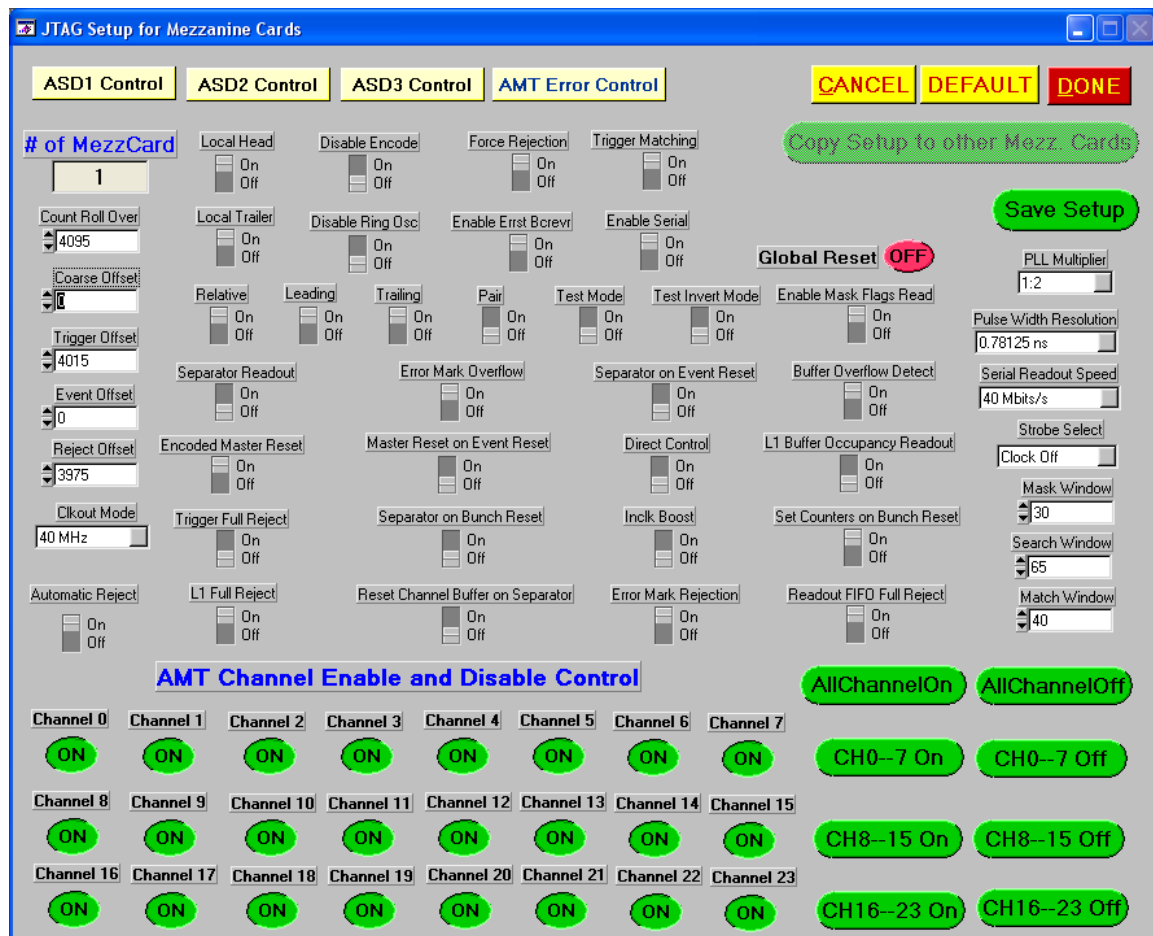 JTAG Setup for Mezzanine Cards
ASD1 Control ASD2 Control ASD3 Control AMT Error Control CANCEL DEFAULT DONE
# of MezzCard
1
Local Head
On
Off
Disable Encode
On
Off
Force Rejection
On
Off
Trigger Matching
On
Off
Copy Setup to other Mezz. Cards
Save Setup
Count Roll Over
4095
Local Trailer
On
Off
Disable Ring Osc
On
Off
Enable Errst Bcrevr
On
Off
Enable Serial
On
Off
Global Reset OFF
PLL Multiplier
1:2
Coarse Offset
0
Relative
On
Off
Leading
On
Off
Trailing
On
Off
Pair
On
Off
Test Mode
On
Off
Test Invert Mode
On
Off
Enable Mask Flags Read
On
Off
Pulse Width Resolution
0.78125 ns
Trigger Offset
4015
Separator Readout
On
Off
Error Mark Overflow
On
Off
Separator on Event Reset
On
Off
Buffer Overflow Detect
On
Off
Serial Readout Speed
40 Mbits/s
Event Offset
0
Strobe Select
Clock Off
Reject Offset
3975
Encoded Master Reset
On
Off
Master Reset on Event Reset
On
Off
Direct Control
On
Off
L1 Buffer Occupancy Readout
On
Off
Mask Window
30
Clkout Mode
40 MHz
Trigger Full Reject
On
Off
Separator on Bunch Reset
On
Off
Inclk Boost
On
Off
Set Counters on Bunch Reset
On
Off
Search Window
65
Automatic Reject
On
Off
L1 Full Reject
On
Off
Reset Channel Buffer on Separator
On
Off
Error Mark Rejection
On
Off
Readout FIFO Full Reject
On
Off
Match Window
40
AMT Channel Enable and Disable Control
AllChannelOn AllChannelOff
Channel 0 Channel 1 Channel 2 Channel 3 Channel 4 Channel 5 Channel 6 Channel 7
ON ON ON ON ON ON ON ON CH0--7 On CH0--7 Off
Channel 8 Channel 9 Channel 10 Channel 11 Channel 12 Channel 13 Channel 14 Channel 15
ON ON ON ON ON ON ON ON CH8--15 On CH8--15 Off
Channel 16 Channel 17 Channel 18 Channel 19 Channel 20 Channel 21 Channel 22 Channel 23
ON ON ON ON ON ON ON ON CH16--23 On CH16--23 Off